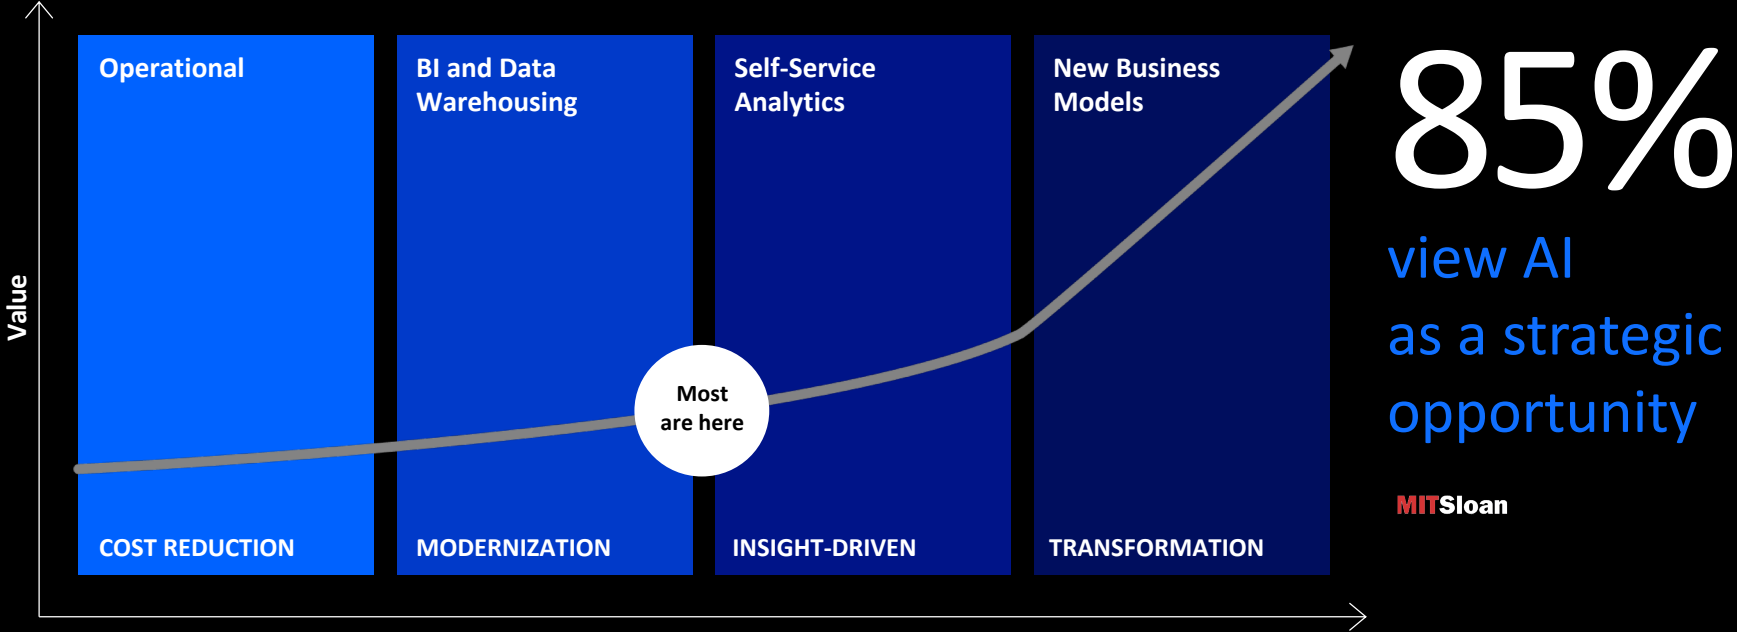 Value
Operational
COST REDUCTION
BI and Data
Warehousing
MODERNIZATION
Most
are here
Self-Service
Analytics
INSIGHT-DRIVEN
New Business
Models
TRANSFORMATION
85%
view AI
as a strategic
opportunity
MITSloan